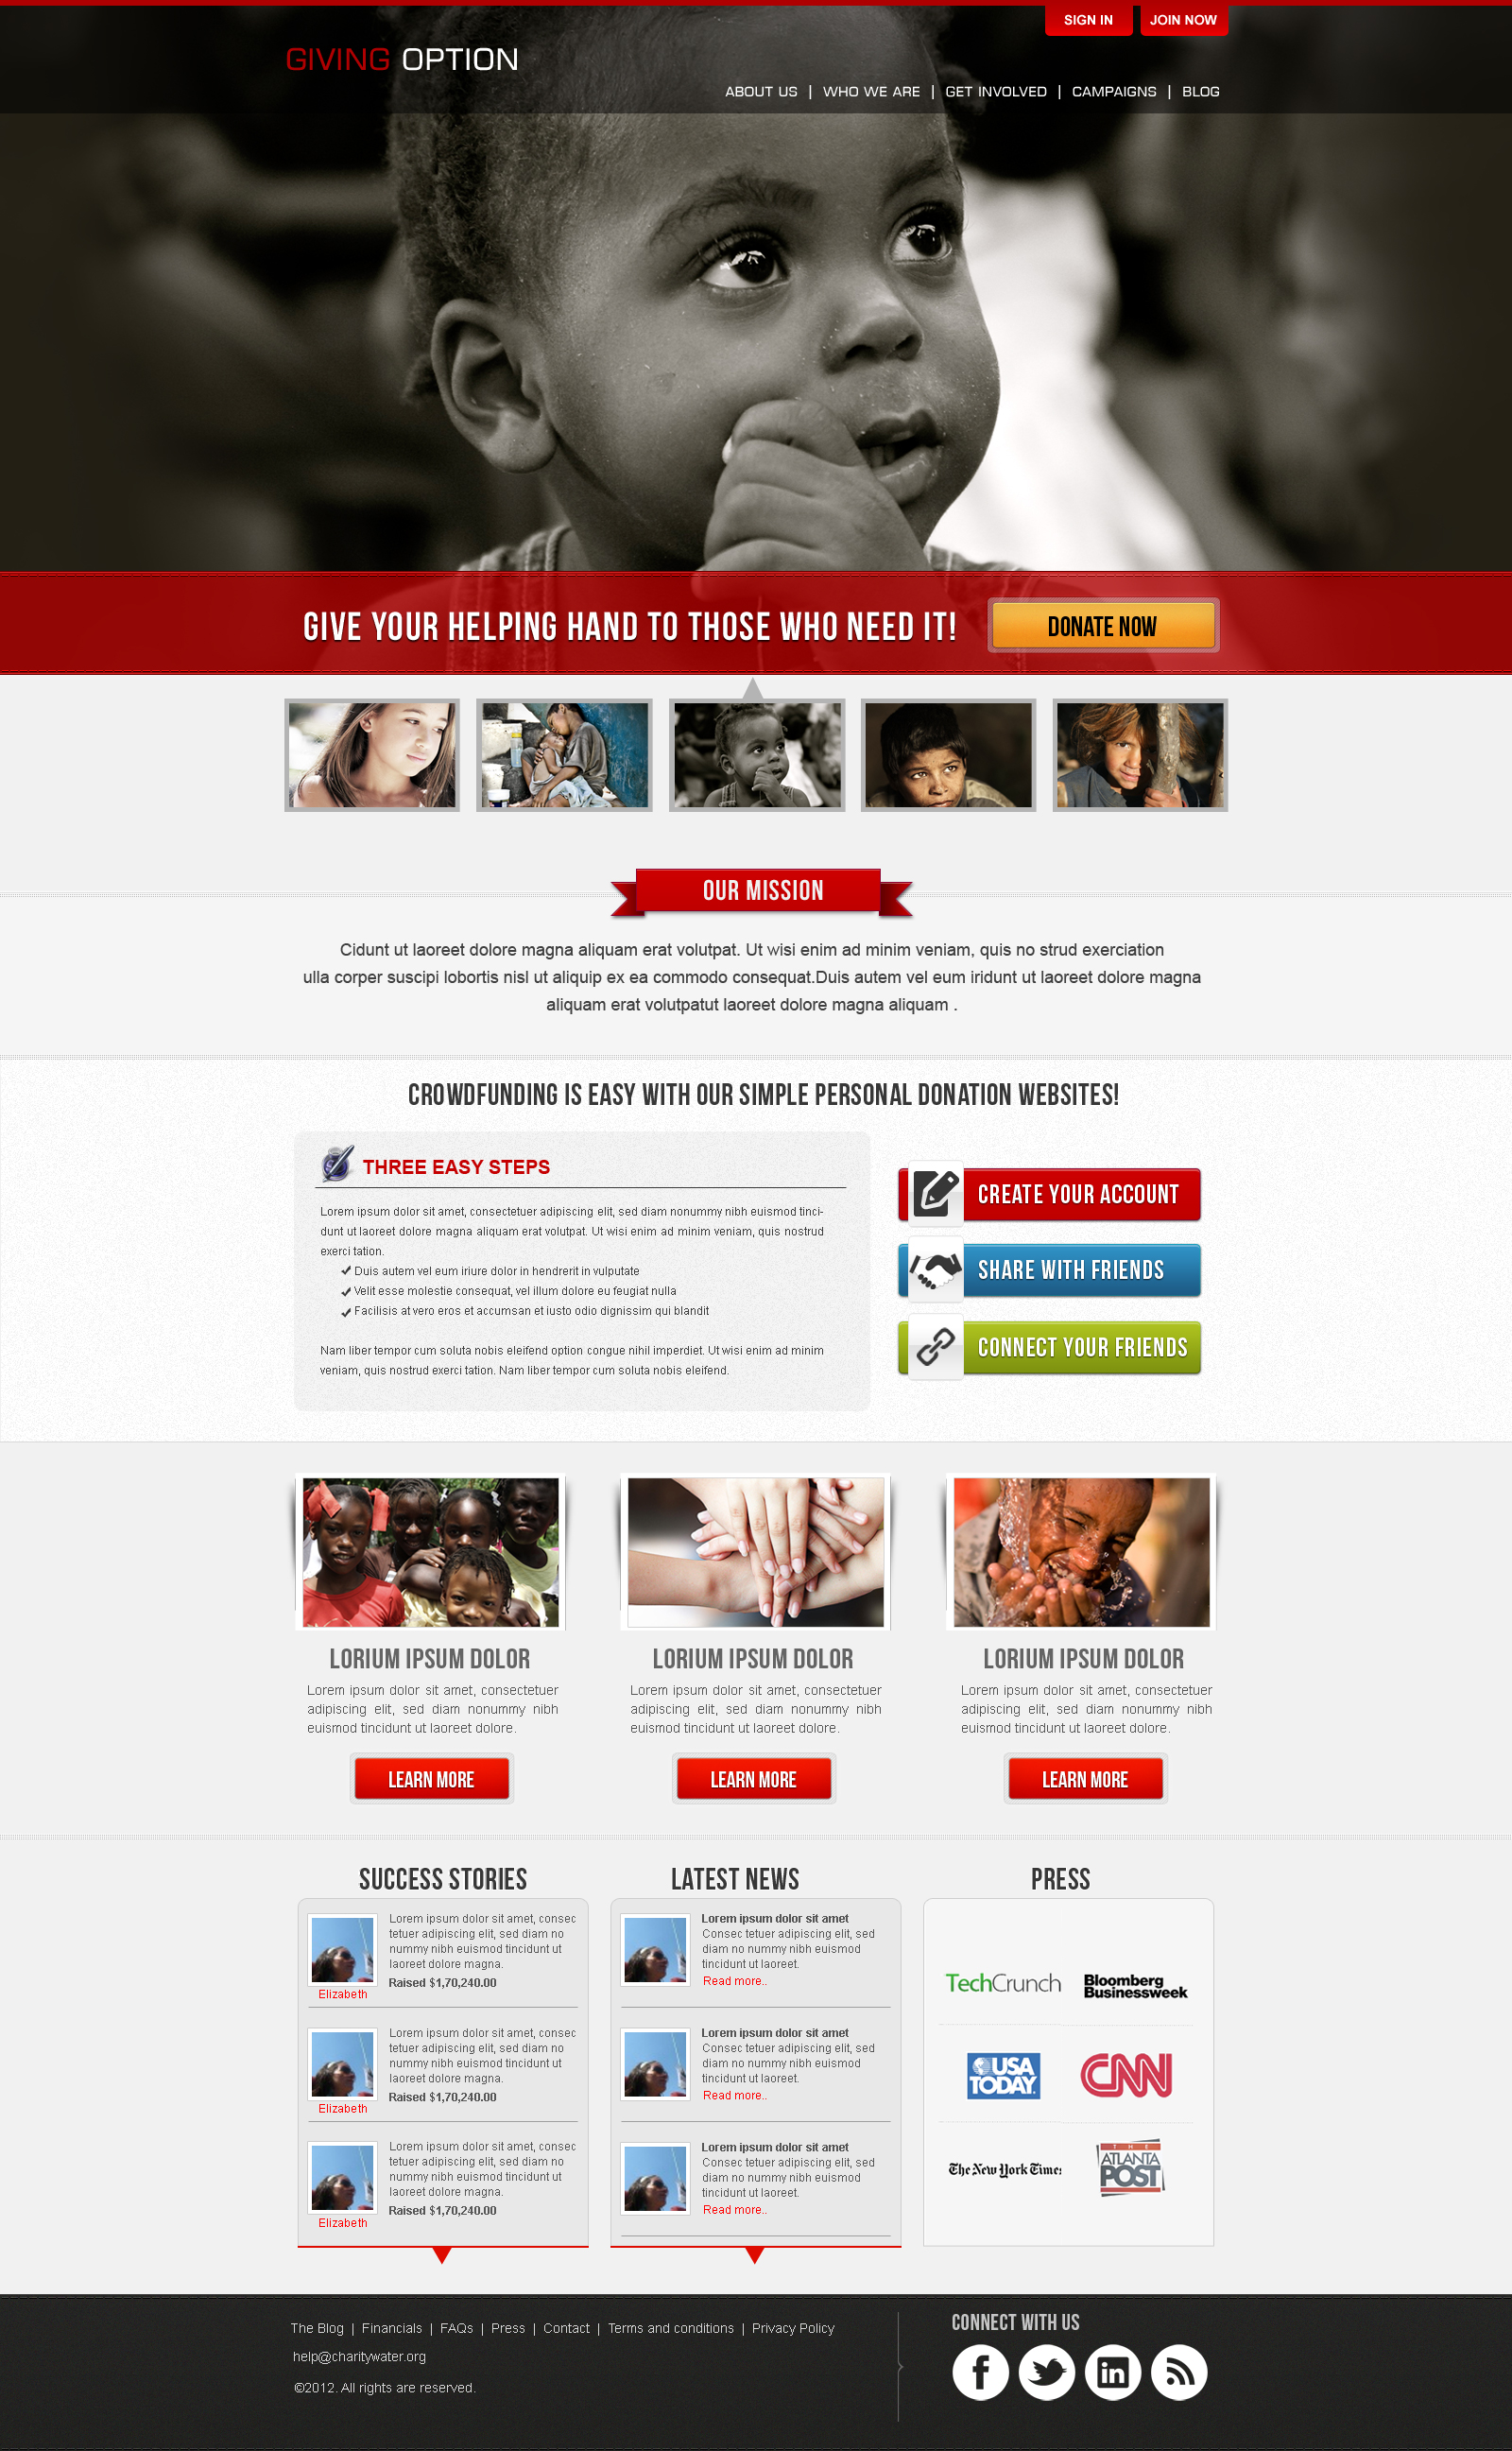 SIGN IN
JOIN NOW
GIVING OPTION
ABOUT US | WHO WE ARE | GET INVOLVED | CAMPAIGNS | BLOG
GIVE YOUR HELPING HAND TO THOSE WHO NEED IT!
DONATE NOW
OUR MISSION
Cidunt ut laoreet dolore magna aliquam erat volutpat. Ut wisi enim ad minim veniam, quis no strud exerciation
ulla corper suscipi lobortis nisl ut aliquip ex ea commodo consequat.Duis autem vel eum iridunt ut laoreet dolore magna
aliquam erat volutpatut laoreet dolore magna aliquam .
CROWDFUNDING IS EASY WITH OUR SIMPLE PERSONAL DONATION WEBSITES!
THREE EASY STEPS
Lorem ipsum dolor sit amet, consectetuer adipiscing elit, sed diam nonummy nibh euismod tinci-
dunt ut laoreet dolore magna aliquam erat volutpat. Ut wisi enim ad minim veniam, quis nostrud
exerci tation.
Duis autem vel eum iriure dolor in hendrerit in vulputate
Velit esse molestie consequat, vel illum dolore eu feugiat nulla
Facilisis at vero eros et accumsan et iusto odio dignissim qui blandit
Nam liber tempor cum soluta nobis eleifend option congue nihil imperdiet. Ut wisi enim ad minim
veniam, quis nostrud exerci tation. Nam liber tempor cum soluta nobis eleifend.
CREATE YOUR ACCOUNT
SHARE WITH FRIENDS
CONNECT YOUR FRIENDS
LORIUM IPSUM DOLOR
Lorem ipsum dolor sit amet, consectetuer
adipiscing elit, sed diam nonummy nibh
euismod tincidunt ut laoreet dolore.
LEARN MORE
LORIUM IPSUM DOLOR
Lorem ipsum dolor sit amet, consectetuer
adipiscing elit, sed diam nonummy nibh
euismod tincidunt ut laoreet dolore.
LEARN MORE
LORIUM IPSUM DOLOR
Lorem ipsum dolor sit amet, consectetuer
adipiscing elit, sed diam nonummy nibh
euismod tincidunt ut laoreet dolore.
LEARN MORE
SUCCESS STORIES
Lorem ipsum dolor sit amet, consec
tetuer adipiscing elit, sed diam no
nummy nibh euismod tincidunt ut
laoreet dolore magna.
Raised $1,70,240.00
Elizabeth
Lorem ipsum dolor sit amet, consec
tetuer adipiscing elit, sed diam no
nummy nibh euismod tincidunt ut
laoreet dolore magna.
Raised $1,70,240.00
Elizabeth
Lorem ipsum dolor sit amet, consec
tetuer adipiscing elit, sed diam no
nummy nibh euismod tincidunt ut
laoreet dolore magna.
Raised $1,70,240.00
Elizabeth
LATEST NEWS
Lorem ipsum dolor sit amet
Consec tetuer adipiscing elit, sed
diam no nummy nibh euismod
tincidunt ut laoreet.
Read more..
Lorem ipsum dolor sit amet
Consec tetuer adipiscing elit, sed
diam no nummy nibh euismod
tincidunt ut laoreet.
Read more..
Lorem ipsum dolor sit amet
Consec tetuer adipiscing elit, sed
diam no nummy nibh euismod
tincidunt ut laoreet.
Read more..
PRESS
TechCrunch
Bloomberg
Businessweek
USA
TODAY
CNN
The New York Times
THE
ATLANTA
POST
The Blog | Financials | FAQs | Press | Contact | Terms and conditions | Privacy Policy
help@charitywater.org
©2012. All rights are reserved.
CONNECT WITH US
f
in